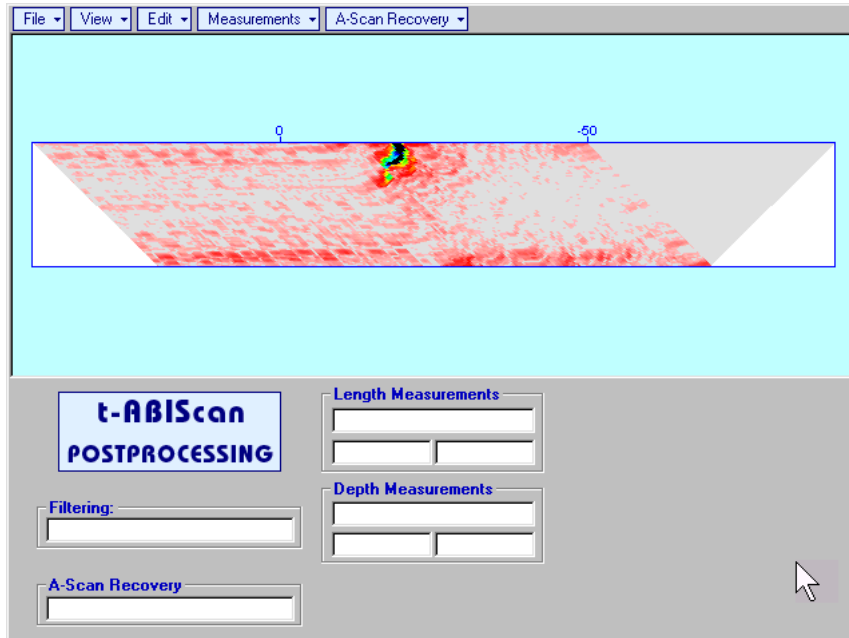 File View Edit Measurements A-Scan Recovery
0 -50
t-ABIScan
POSTPROCESSING
Length Measurements
Depth Measurements
Filtering:
A-Scan Recovery